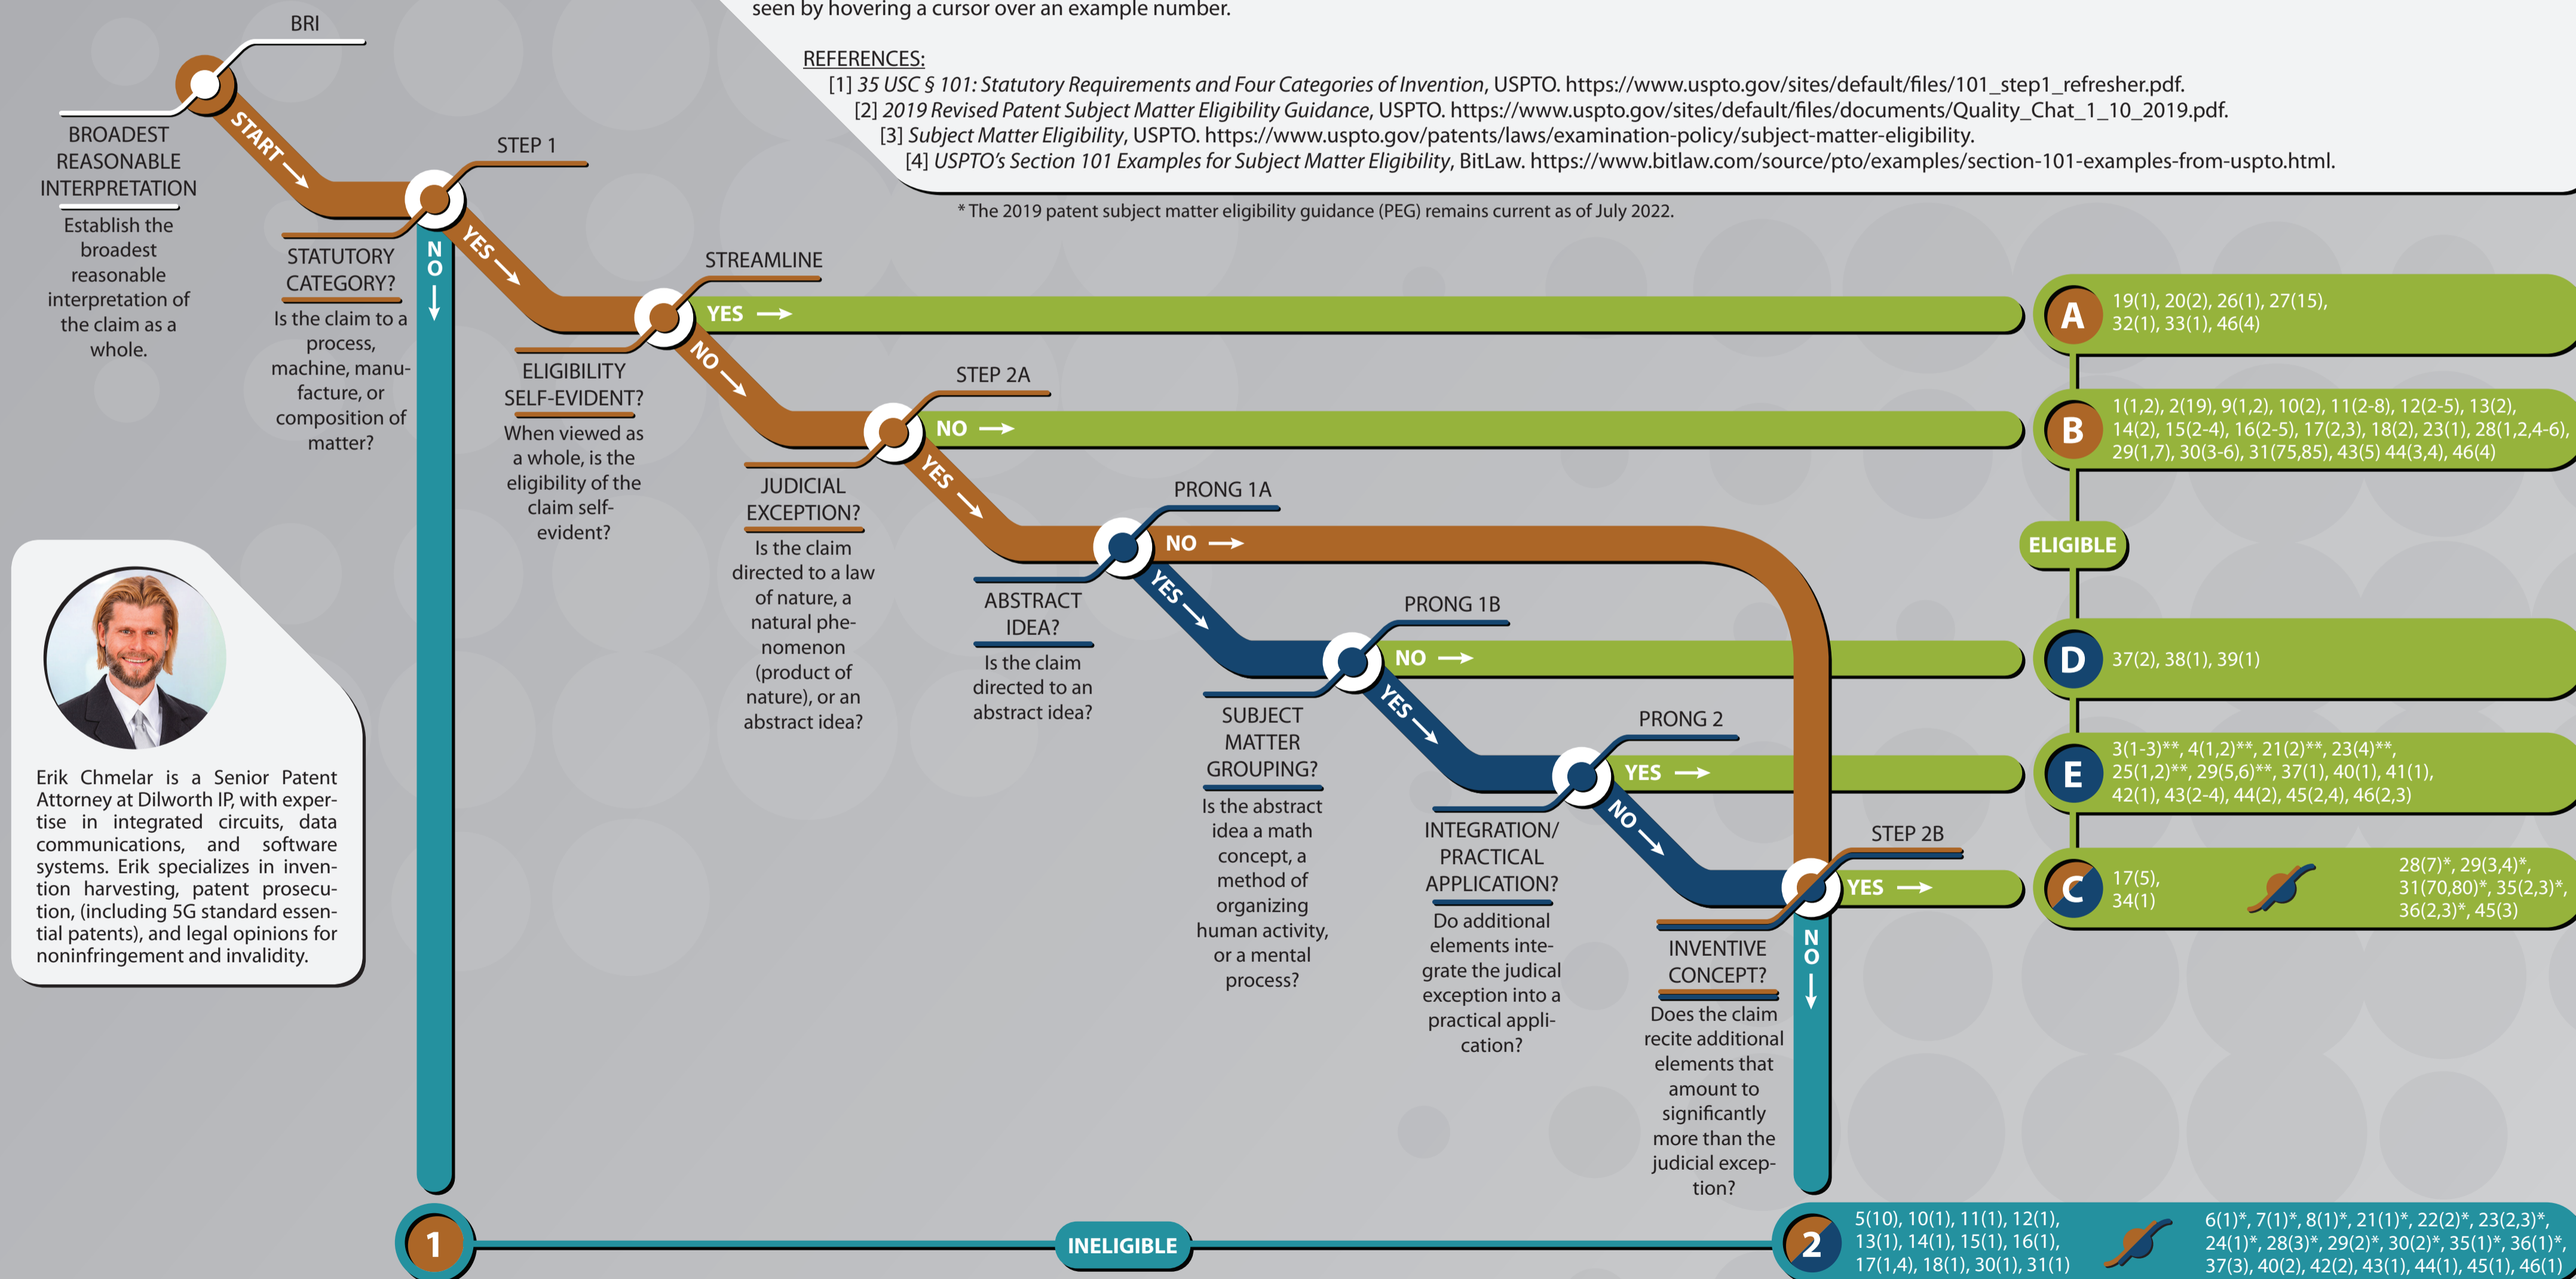 seen by hovering a cursor over an example number.
REFERENCES:
[1] 35 USC § 101: Statutory Requirements and Four Categories of Invention, USPTO. https://www.uspto.gov/sites/default/files/101_step1_refresher.pdf.
[2] 2019 Revised Patent Subject Matter Eligibility Guidance, USPTO. https://www.uspto.gov/sites/default/files/documents/Quality_Chat_1_10_2019.pdf.
[3] Subject Matter Eligibility, USPTO. https://www.uspto.gov/patents/laws/examination-policy/subject-matter-eligibility.
[4] USPTO's Section 101 Examples for Subject Matter Eligibility, BitLaw. https://www.bitlaw.com/source/pto/examples/section-101-examples-from-uspto.html.
* The 2019 patent subject matter eligibility guidance (PEG) remains current as of July 2022.
BRI
BROADEST
REASONABLE
INTERPRETATION
Establish the
broadest
reasonable
interpretation of
the claim as a
whole.
START →
STEP 1
STATUTORY
CATEGORY?
Is the claim to a
process,
machine, manu-
facture, or
composition of
matter?
NO
↓
YES →
STREAMLINE
ELIGIBILITY
SELF-EVIDENT?
When viewed as
a whole, is the
eligibility of the
claim self-
evident?
YES →
NO →
STEP 2A
JUDICIAL
EXCEPTION?
Is the claim
directed to a law
of nature, a
natural phe-
nomenon
(product of
nature), or an
abstract idea?
NO →
YES →
PRONG 1A
ABSTRACT
IDEA?
Is the claim
directed to an
abstract idea?
NO →
YES →
PRONG 1B
SUBJECT
MATTER
GROUPING?
Is the abstract
idea a math
concept, a
method of
organizing
human activity,
or a mental
process?
NO →
YES →
PRONG 2
INTEGRATION/
PRACTICAL
APPLICATION?
Do additional
elements inte-
grate the judical
exception into a
practical appli-
cation?
YES →
NO →
STEP 2B
INVENTIVE
CONCEPT?
Does the claim
recite additional
elements that
amount to
significantly
more than the
judicial excep-
tion?
YES →
NO
↓
A
19(1), 20(2), 26(1), 27(15),
32(1), 33(1), 46(4)
B
1(1,2), 2(19), 9(1,2), 10(2), 11(2-8), 12(2-5), 13(2),
14(2), 15(2-4), 16(2-5), 17(2,3), 18(2), 23(1), 28(1,2,4-6),
29(1,7), 30(3-6), 31(75,85), 43(5) 44(3,4), 46(4)
ELIGIBLE
D
37(2), 38(1), 39(1)
E
3(1-3)**, 4(1,2)**, 21(2)**, 23(4)**,
25(1,2)**, 29(5,6)**, 37(1), 40(1), 41(1),
42(1), 43(2-4), 44(2), 45(2,4), 46(2,3)
C
17(5),
34(1)
28(7)*, 29(3,4)*,
31(70,80)*, 35(2,3)*,
36(2,3)*, 45(3)
Erik Chmelar is a Senior Patent
Attorney at Dilworth IP, with exper-
tise in integrated circuits, data
communications, and software
systems. Erik specializes in inven-
tion harvesting, patent prosecu-
tion, (including 5G standard essen-
tial patents), and legal opinions for
noninfringement and invalidity.
1
INELIGIBLE
2
5(10), 10(1), 11(1), 12(1),
13(1), 14(1), 15(1), 16(1),
17(1,4), 18(1), 30(1), 31(1)
6(1)*, 7(1)*, 8(1)*, 21(1)*, 22(2)*, 23(2,3)*,
24(1)*, 28(3)*, 29(2)*, 30(2)*, 35(1)*, 36(1)*,
37(3), 40(2), 42(2), 43(1), 44(1), 45(1), 46(1)